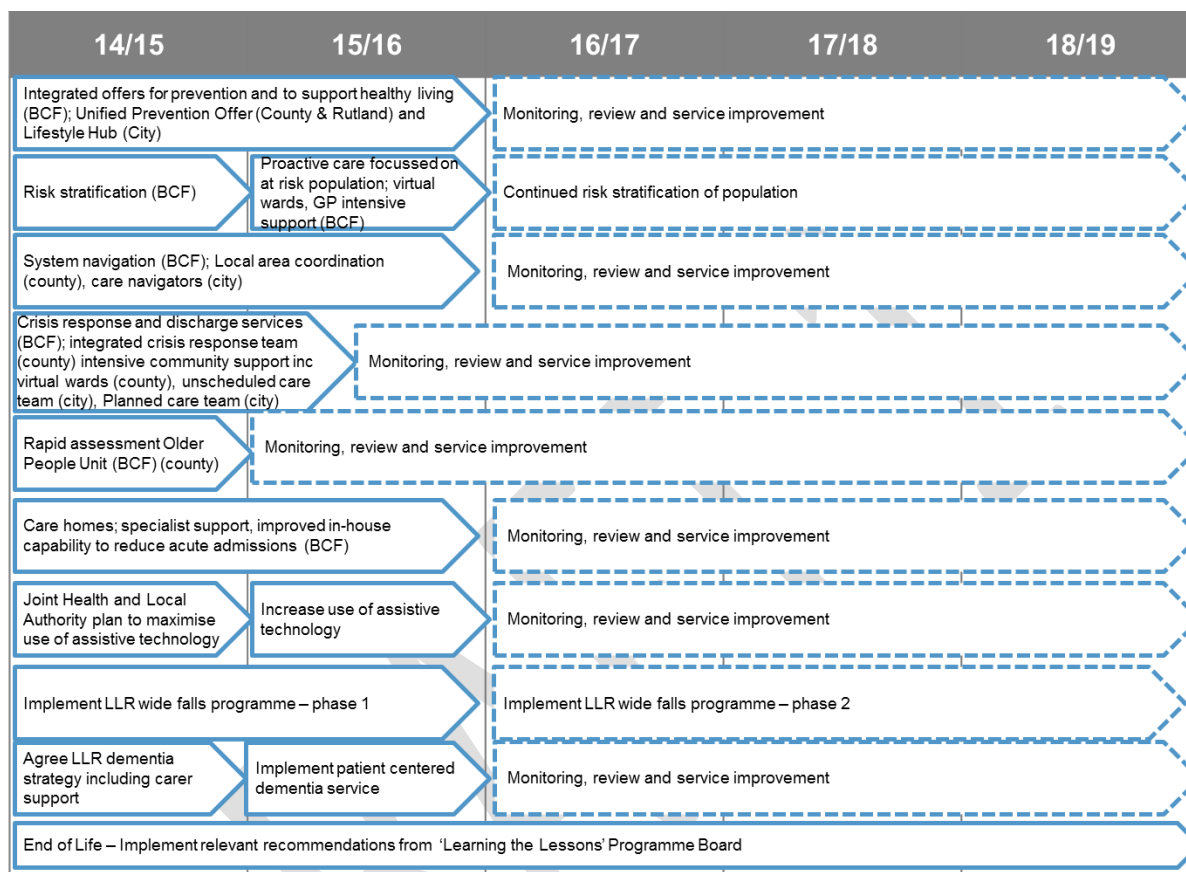 14/15 15/16 16/17 17/18 18/19
Integrated offers for prevention and to support healthy living
(BCF); Unified Prevention Offer (County & Rutland) and
Lifestyle Hub (City)
Monitoring, review and service improvement
Risk stratification (BCF)
Proactive care focussed on
at risk population; virtual
wards, GP intensive
support (BCF)
Continued risk stratification of population
System navigation (BCF); Local area coordination
(county), care navigators (city)
Monitoring, review and service improvement
Crisis response and discharge services
(BCF); integrated crisis response team
(county) intensive community support inc
virtual wards (county), unscheduled care
team (city), Planned care team (city)
Monitoring, review and service improvement
Rapid assessment Older
People Unit (BCF) (county)
Monitoring, review and service improvement
Care homes; specialist support, improved in-house
capability to reduce acute admissions (BCF)
Monitoring, review and service improvement
Joint Health and Local
Authority plan to maximise
use of assistive technology
Increase use of assistive
technology
Monitoring, review and service improvement
Implement LLR wide falls programme – phase 1
Implement LLR wide falls programme – phase 2
Agree LLR dementia
strategy including carer
support
Implement patient centered
dementia service
Monitoring, review and service improvement
End of Life – Implement relevant recommendations from ‘Learning the Lessons’ Programme Board